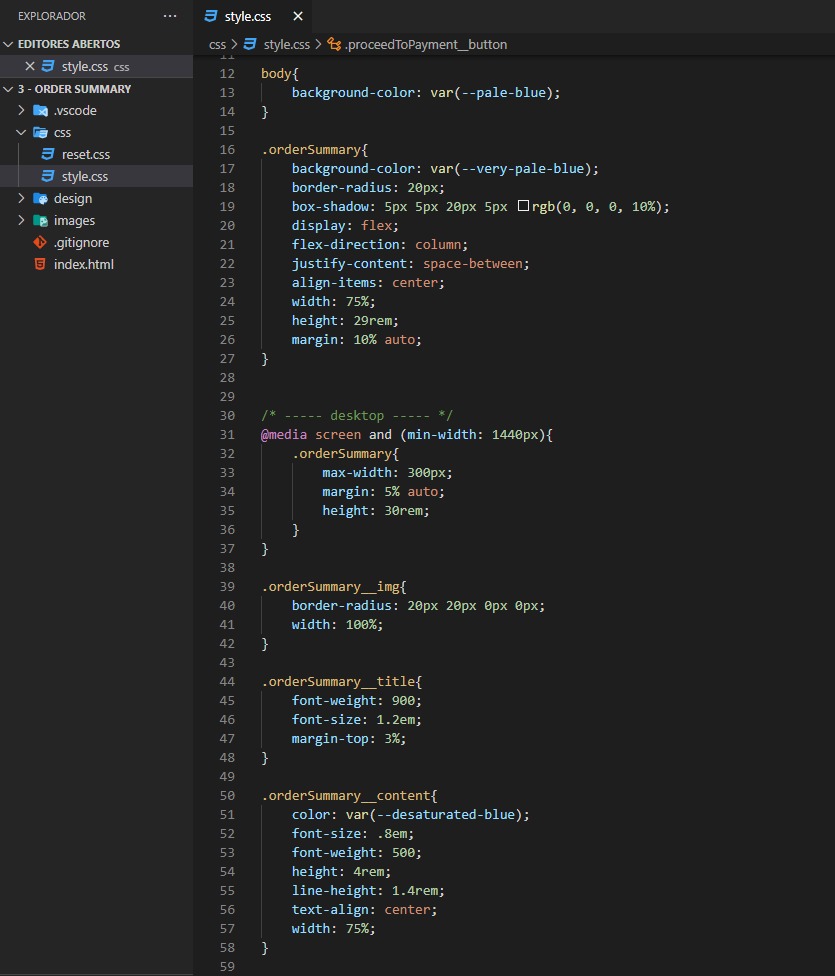 EXPLORADOR ···
EDITORES ABERTOS
style.css css
3 - ORDER SUMMARY
.vscode
css
reset.css
style.css
design
images
.gitignore
index.html
style.css
css > style.css > .proceedToPayment__button
11
12 body{
13 background-color: var(--pale-blue);
14 }
15
16 .orderSummary{
17 background-color: var(--very-pale-blue);
18 border-radius: 20px;
19 box-shadow: 5px 5px 20px 5px rgb(0, 0, 0, 10%);
20 display: flex;
21 flex-direction: column;
22 justify-content: space-between;
23 align-items: center;
24 width: 75%;
25 height: 29rem;
26 margin: 10% auto;
27 }
28
29
30 /* ----- desktop ----- */
31 @media screen and (min-width: 1440px){
32 .orderSummary{
33 max-width: 300px;
34 margin: 5% auto;
35 height: 30rem;
36 }
37 }
38
39 .orderSummary__img{
40 border-radius: 20px 20px 0px 0px;
41 width: 100%;
42 }
43
44 .orderSummary__title{
45 font-weight: 900;
46 font-size: 1.2em;
47 margin-top: 3%;
48 }
49
50 .orderSummary__content{
51 color: var(--desaturated-blue);
52 font-size: .8em;
53 font-weight: 500;
54 height: 4rem;
55 line-height: 1.4rem;
56 text-align: center;
57 width: 75%;
58 }
59